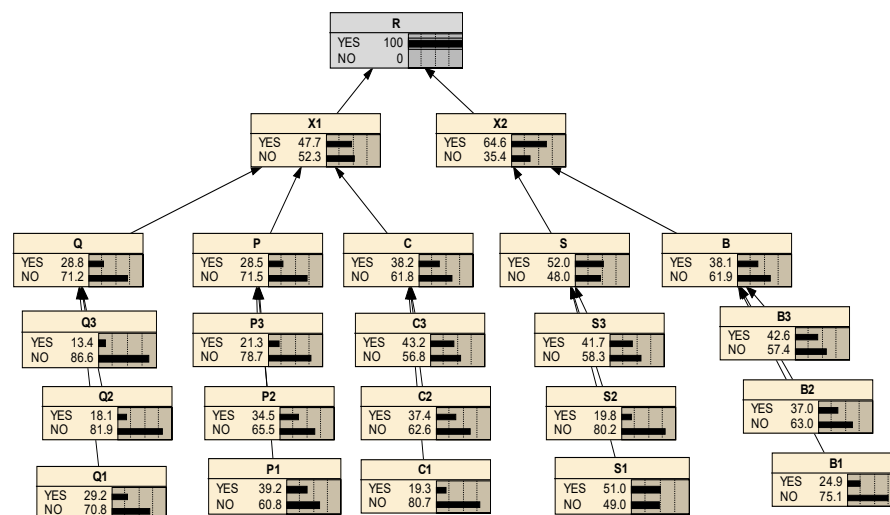 R
YES 100
NO 0
X1
YES 47.7
NO 52.3
X2
YES 64.6
NO 35.4
Q
YES 28.8
NO 71.2
P
YES 28.5
NO 71.5
C
YES 38.2
NO 61.8
S
YES 52.0
NO 48.0
B
YES 38.1
NO 61.9
Q3
YES 13.4
NO 86.6
P3
YES 21.3
NO 78.7
C3
YES 43.2
NO 56.8
S3
YES 41.7
NO 58.3
B3
YES 42.6
NO 57.4
Q2
YES 18.1
NO 81.9
P2
YES 34.5
NO 65.5
C2
YES 37.4
NO 62.6
S2
YES 19.8
NO 80.2
B2
YES 37.0
NO 63.0
Q1
YES 29.2
NO 70.8
P1
YES 39.2
NO 60.8
C1
YES 19.3
NO 80.7
S1
YES 51.0
NO 49.0
B1
YES 24.9
NO 75.1